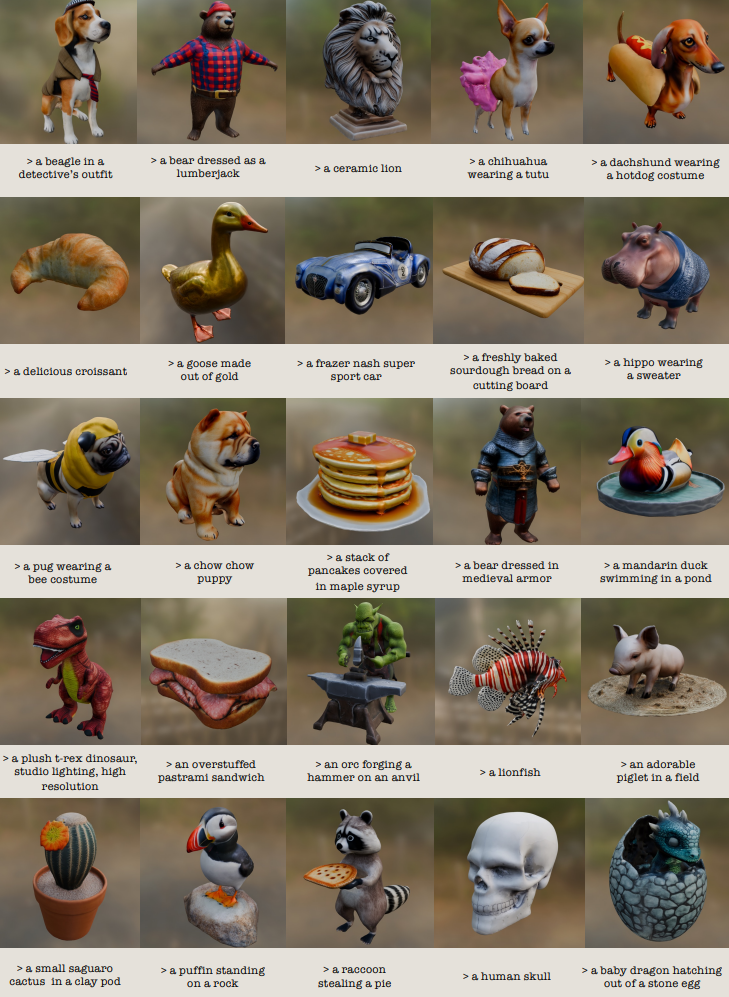 > a beagle in a
detective's outfit
> a bear dressed as a
lumberjack
> a ceramic lion
> a chihuahua
wearing a tutu
> a dachshund wearing
a hotdog costume
> a delicious croissant
> a goose made
out of gold
> a frazer nash super
sport car
> a freshly baked
sourdough bread on a
cutting board
> a hippo wearing
a sweater
> a pug wearing a
bee costume
> a chow chow
puppy
> a stack of
pancakes covered
in maple syrup
> a bear dressed in
medieval armor
> a mandarin duck
swimming in a pond
> a plush t-rex dinosaur,
studio lighting, high
resolution
> an overstuffed
pastrami sandwich
> an orc forging a
hammer on an anvil
> a lionfish
> an adorable
piglet in a field
> a small saguaro
cactus in a clay pod
> a puffin standing
on a rock
> a raccoon
stealing a pie
> a human skull
> a baby dragon hatching
out of a stone egg